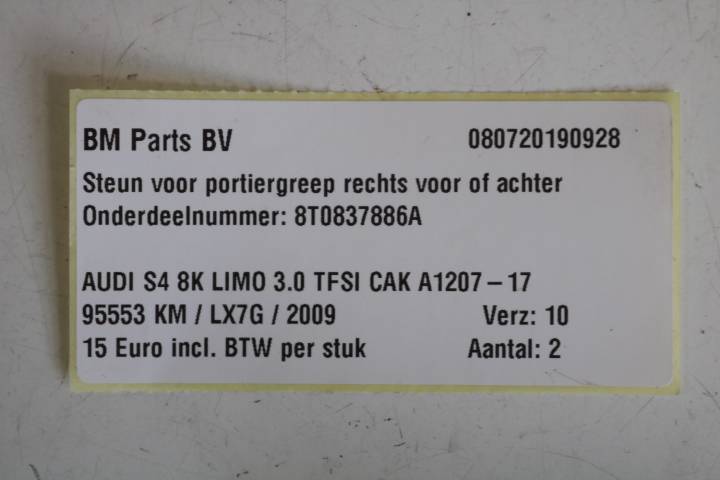 BM Parts BV 080720190928
Steun voor portiergreep rechts voor of achter
Onderdeelnummer: 8T0837886A
AUDI S4 8K LIMO 3.0 TFSI CAK A1207 – 17
95553 KM / LX7G / 2009 Verz: 10
15 Euro incl. BTW per stuk Aantal: 2